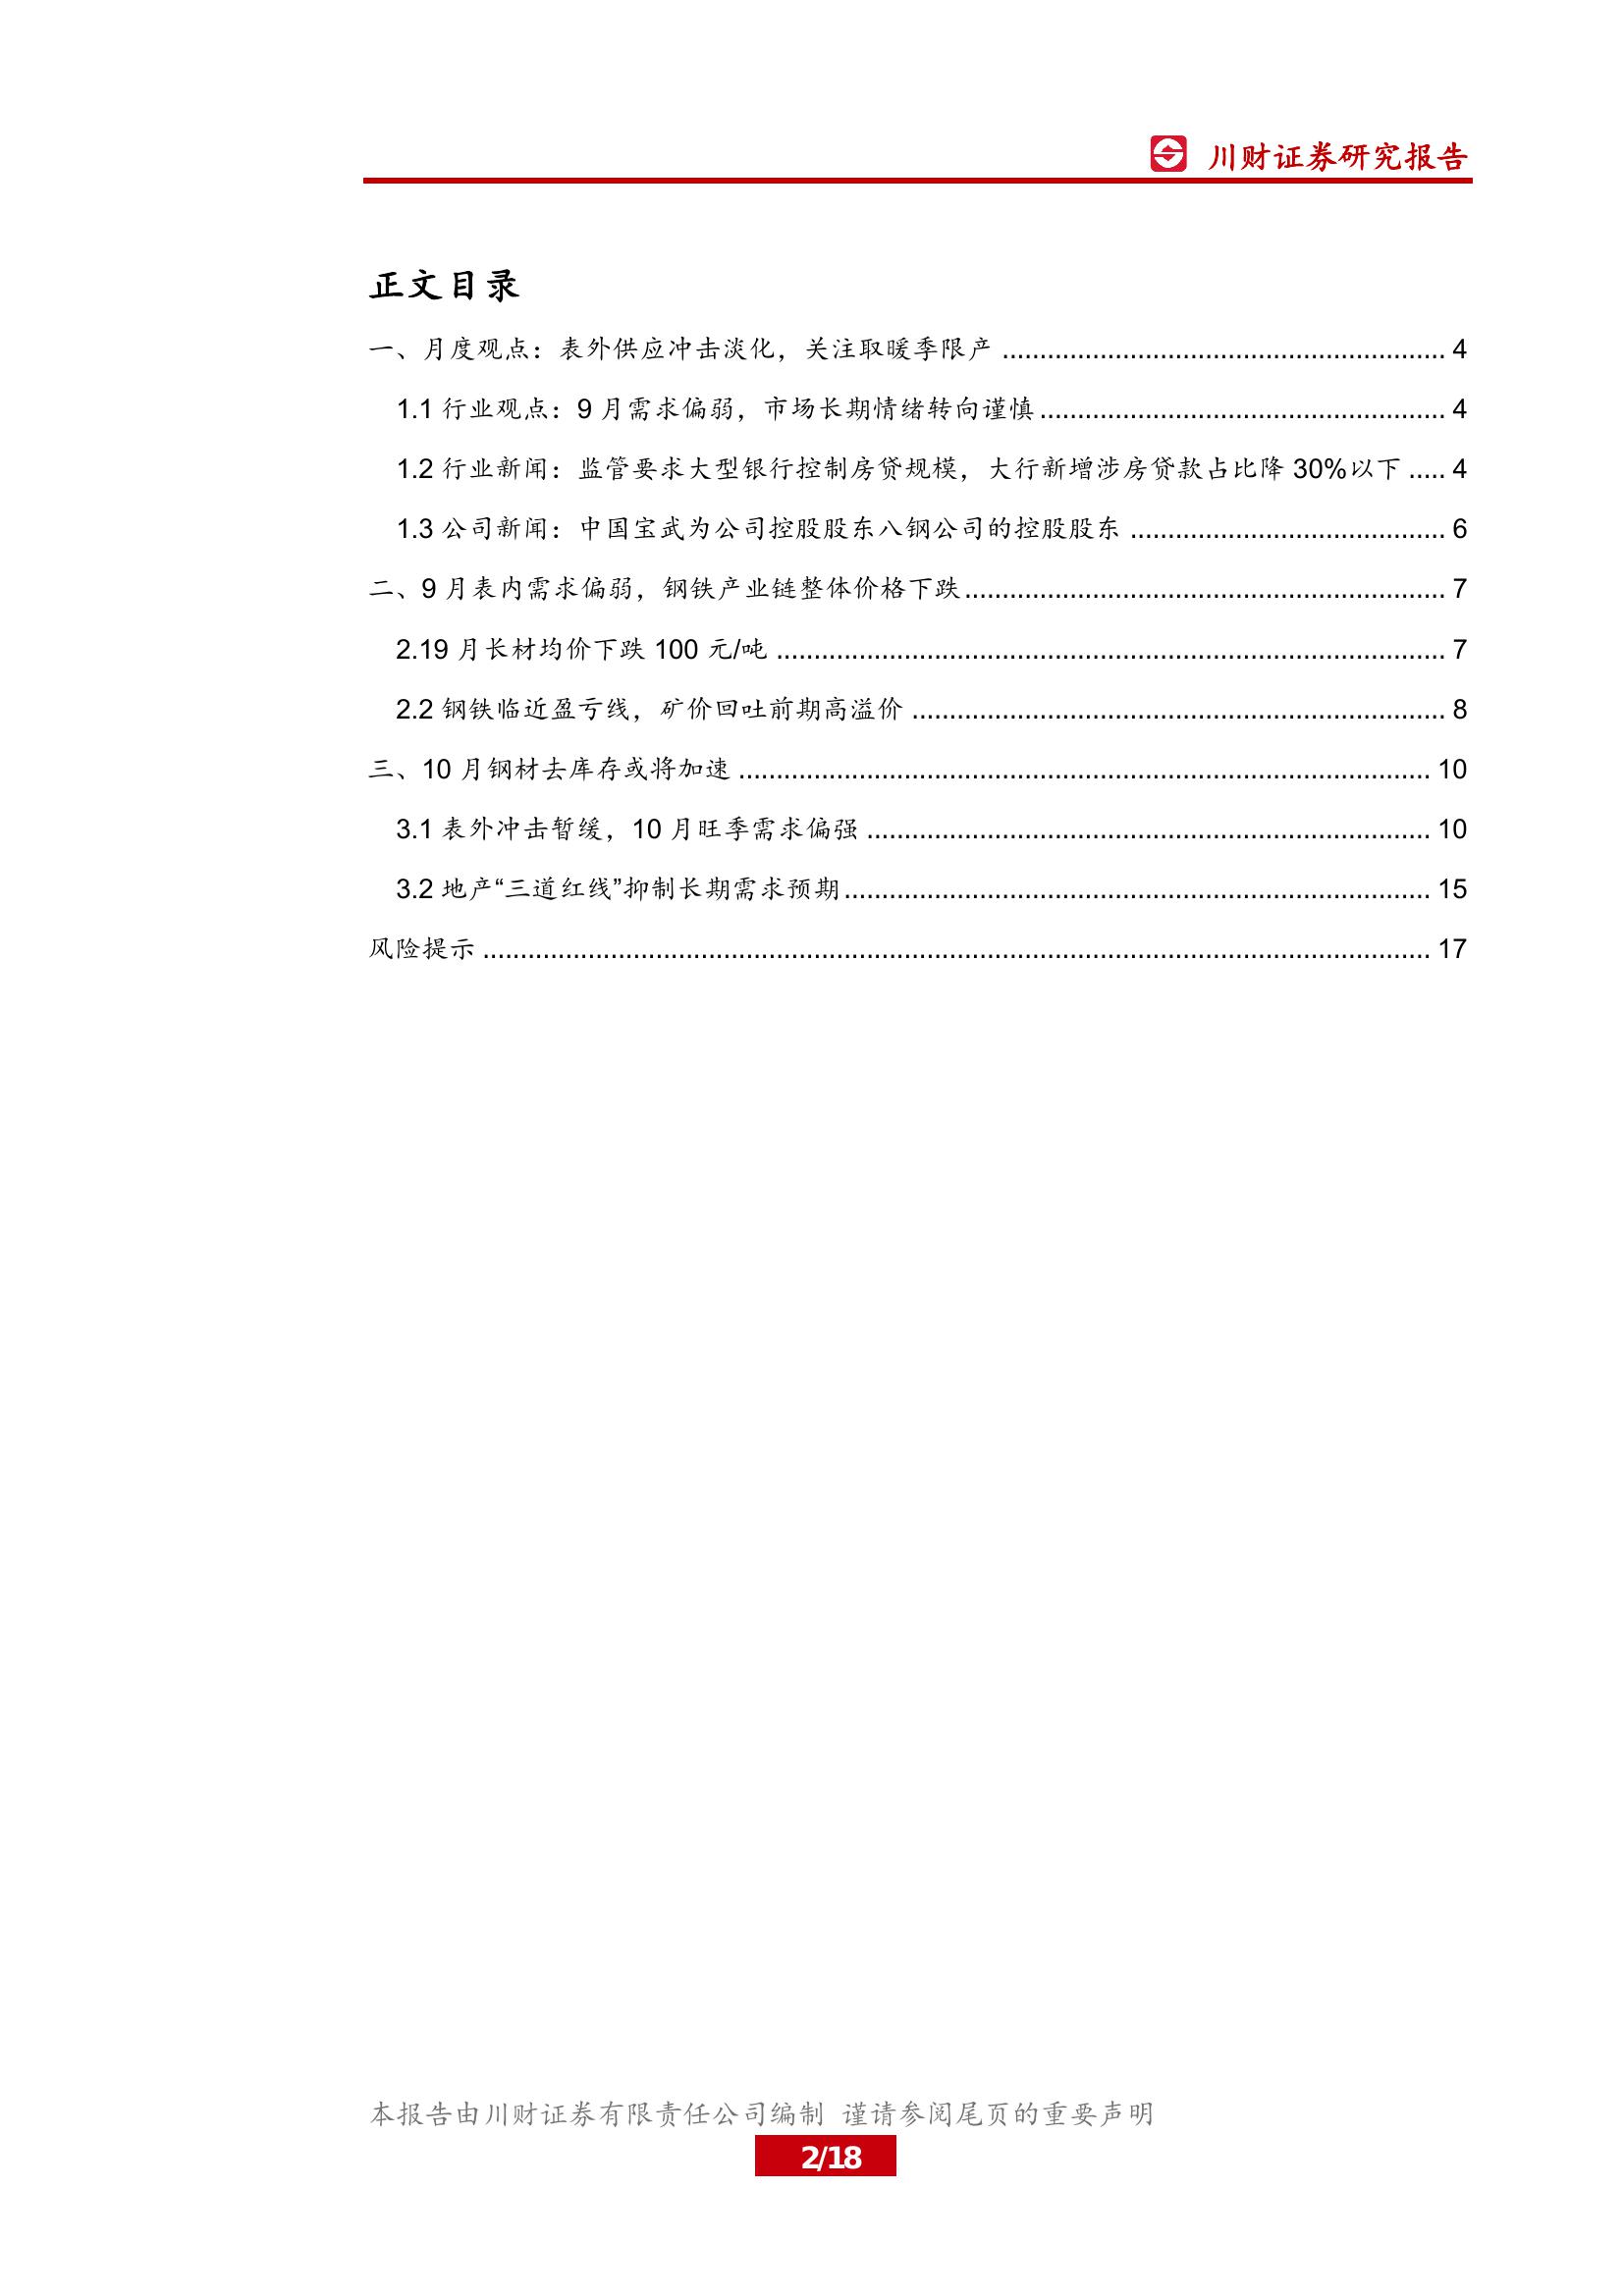 川财证券研究报告
正文目录
一、月度观点：表外供应冲击淡化，关注取暖季限产 ........................................................... 4
1.1 行业观点：9 月需求偏弱，市场长期情绪转向谨慎 ...................................................... 4
1.2 行业新闻：监管要求大型银行控制房贷规模，大行新增涉房贷款占比降 30%以下 ..... 4
1.3 公司新闻：中国宝武为公司控股股东八钢公司的控股股东 .......................................... 6
二、9 月表内需求偏弱，钢铁产业链整体价格下跌 ................................................................ 7
2.19 月长材均价下跌 100 元/吨 ......................................................................................... 7
2.2 钢铁临近盈亏线，矿价回吐前期高溢价 ....................................................................... 8
三、10 月钢材去库存或将加速 ............................................................................................ 10
3.1 表外冲击暂缓，10 月旺季需求偏强 ........................................................................... 10
3.2 地产“三道红线”抑制长期需求预期 .............................................................................. 15
风险提示 .............................................................................................................................. 17
本报告由川财证券有限责任公司编制 谨请参阅尾页的重要声明
2/18